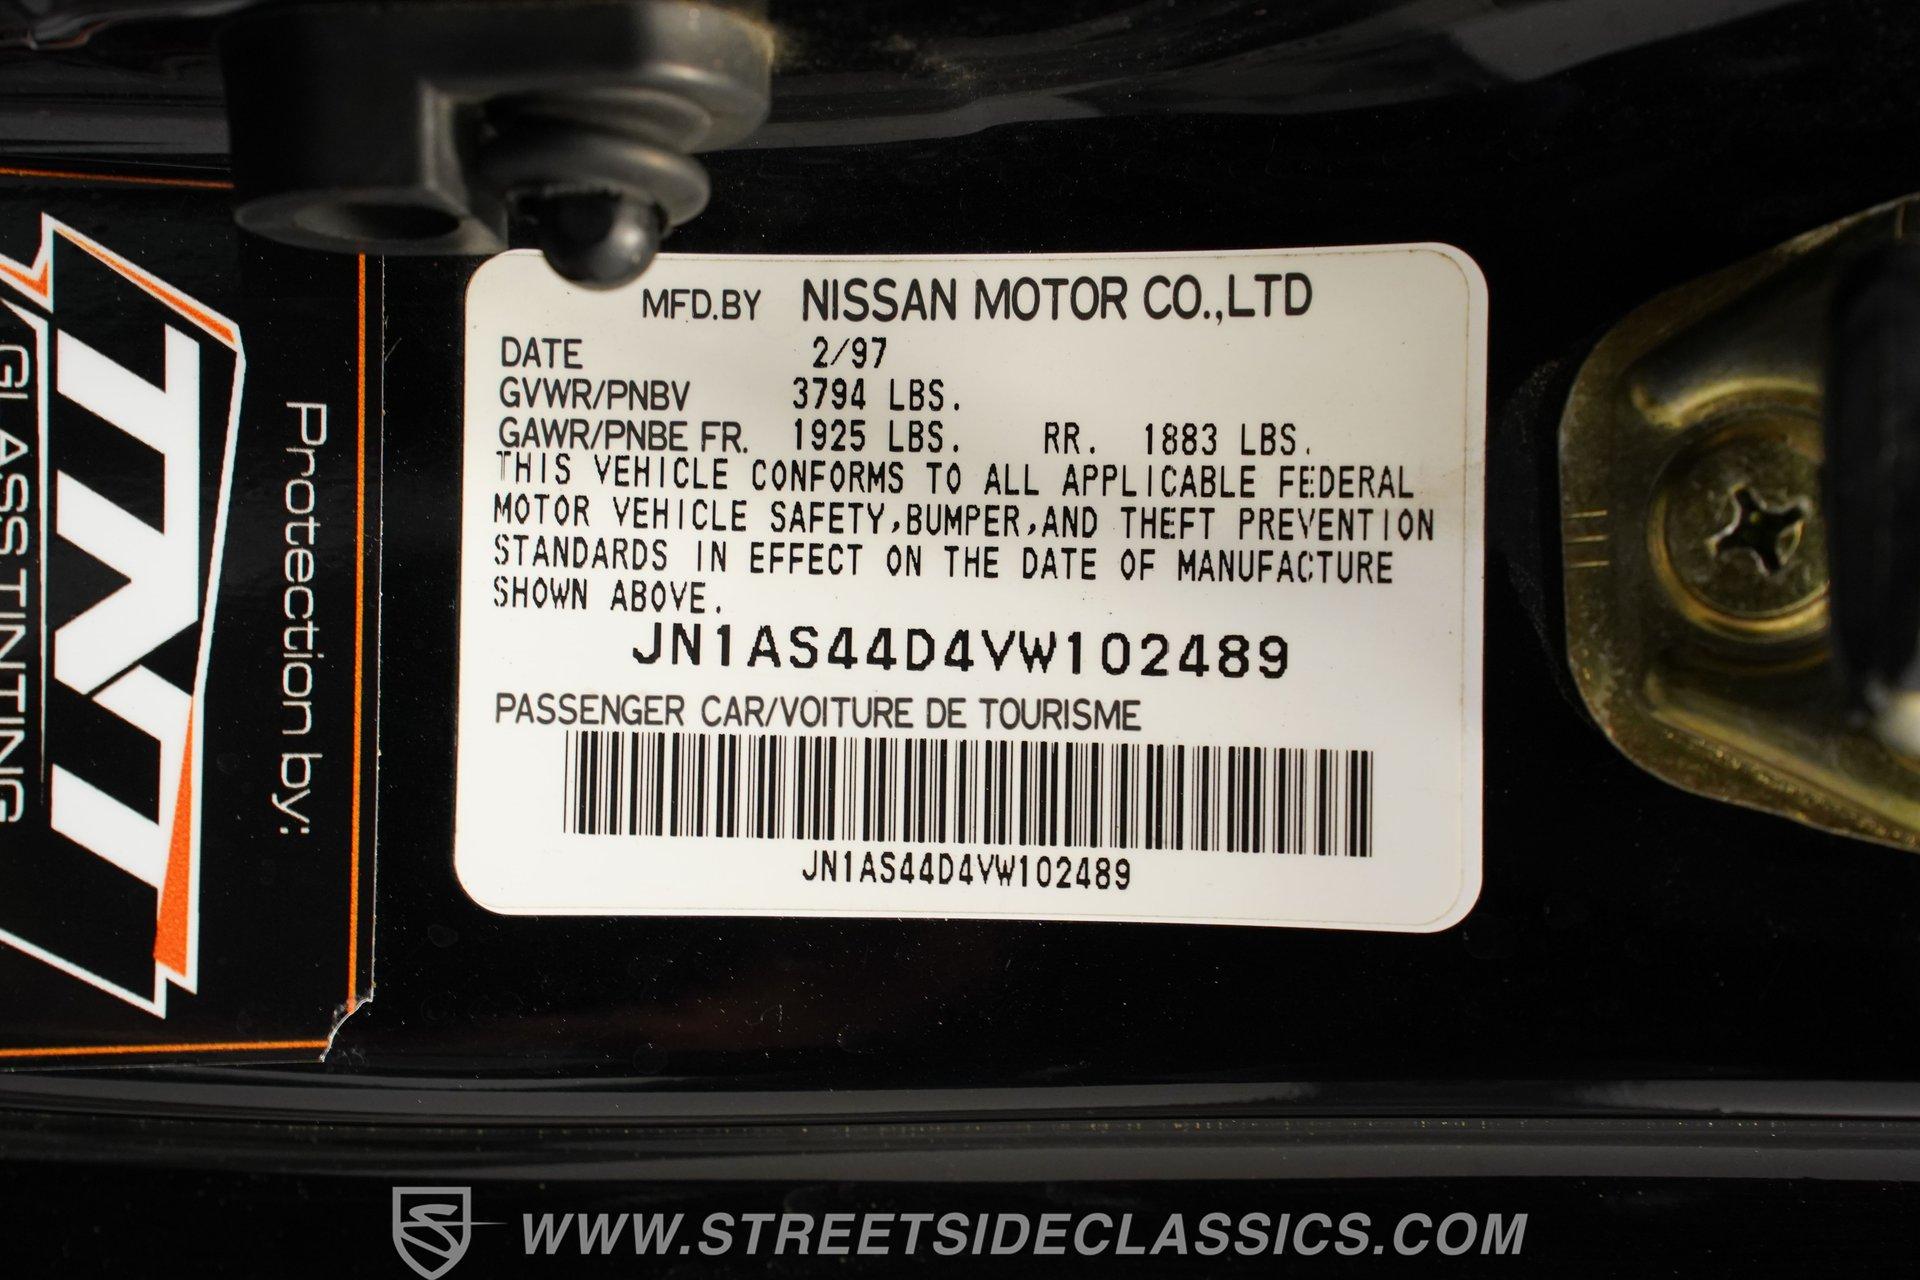 MFD.BY NISSAN MOTOR CO.,LTD
DATE 2/97
GVWR/PNBV 3794 LBS.
GAWR/PNBE FR. 1925 LBS. RR. 1883 LBS.
THIS VEHICLE CONFORMS TO ALL APPLICABLE FEDERAL
MOTOR VEHICLE SAFETY,BUMPER,AND THEFT PREVENTION
STANDARDS IN EFFECT ON THE DATE OF MANUFACTURE
SHOWN ABOVE.
JN1AS44D4VW102489
PASSENGER CAR/VOITURE DE TOURISME
JN1AS44D4VW102489
Protection by:
TNT
GLASS TINTING
WWW.STREETSIDECLASSICS.COM